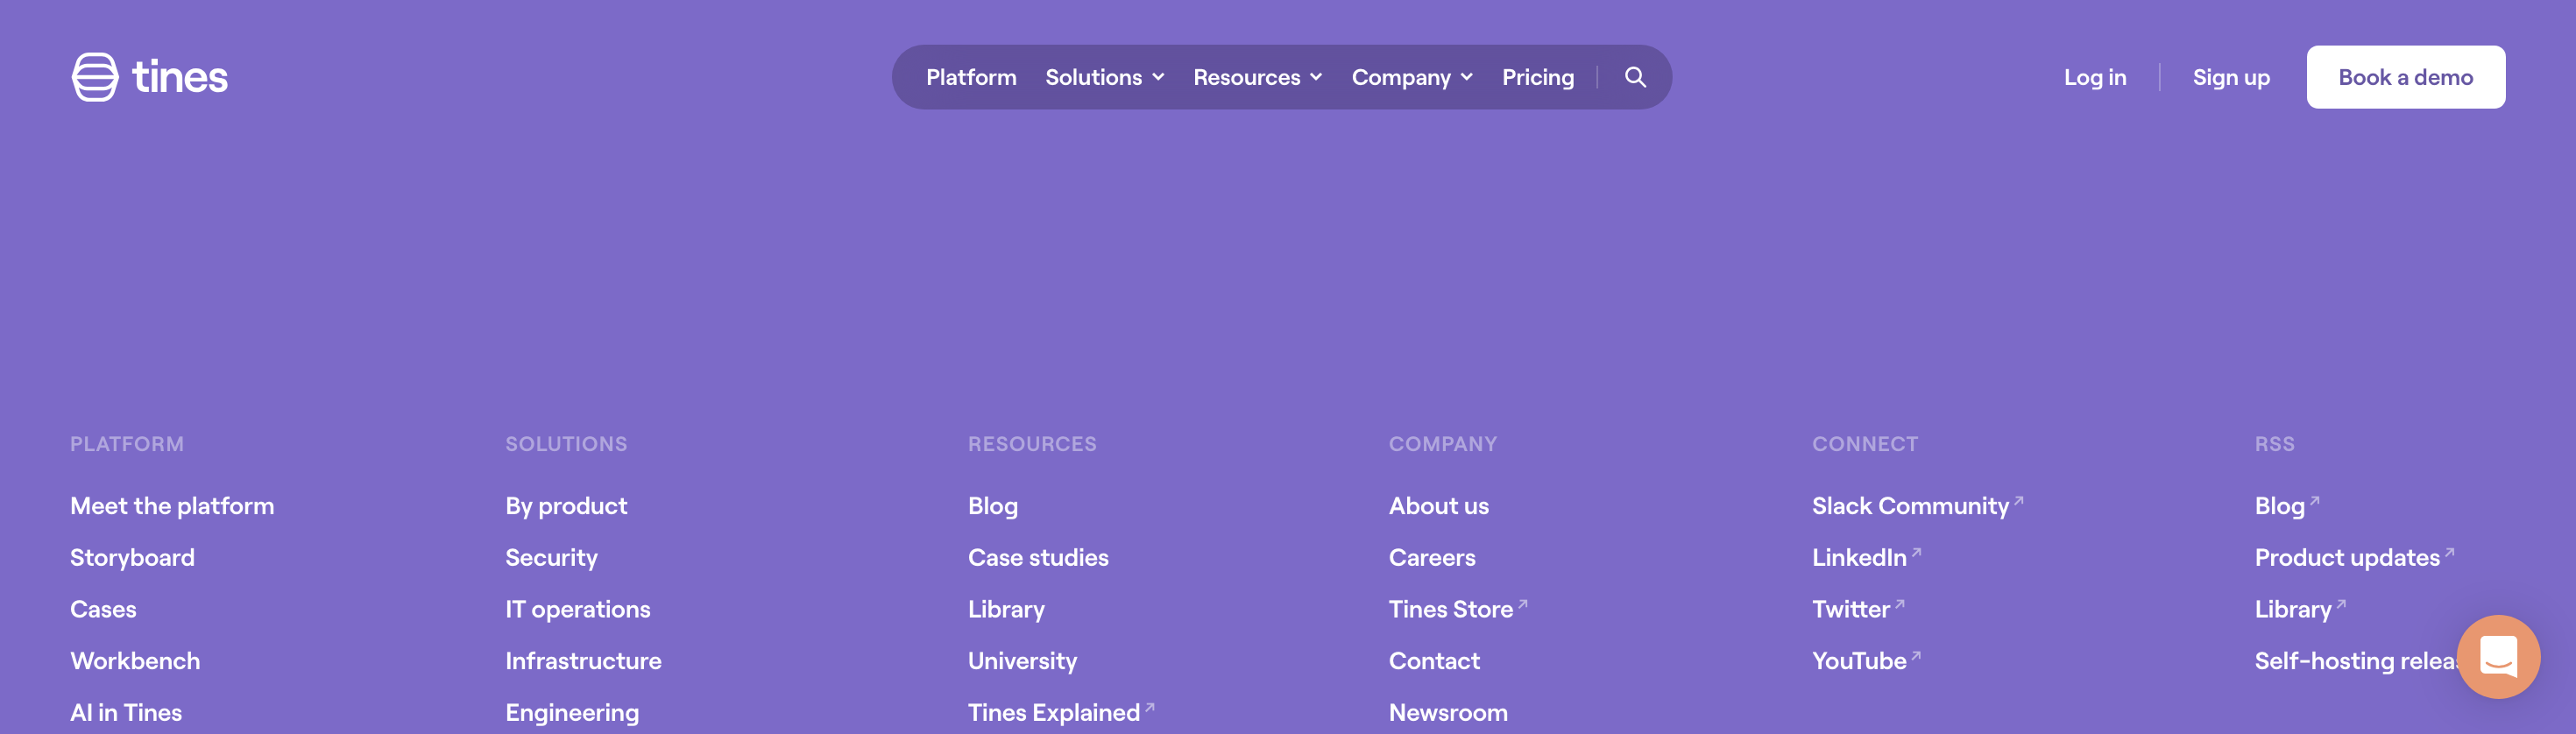 tines
Platform Solutions Resources Company Pricing
Log in Sign up Book a demo
PLATFORM
Meet the platform
Storyboard
Cases
Workbench
AI in Tines
SOLUTIONS
By product
Security
IT operations
Infrastructure
Engineering
RESOURCES
Blog
Case studies
Library
University
Tines Explained
COMPANY
About us
Careers
Tines Store
Contact
Newsroom
CONNECT
Slack Community
LinkedIn
Twitter
YouTube
RSS
Blog
Product updates
Library
Self-hosting